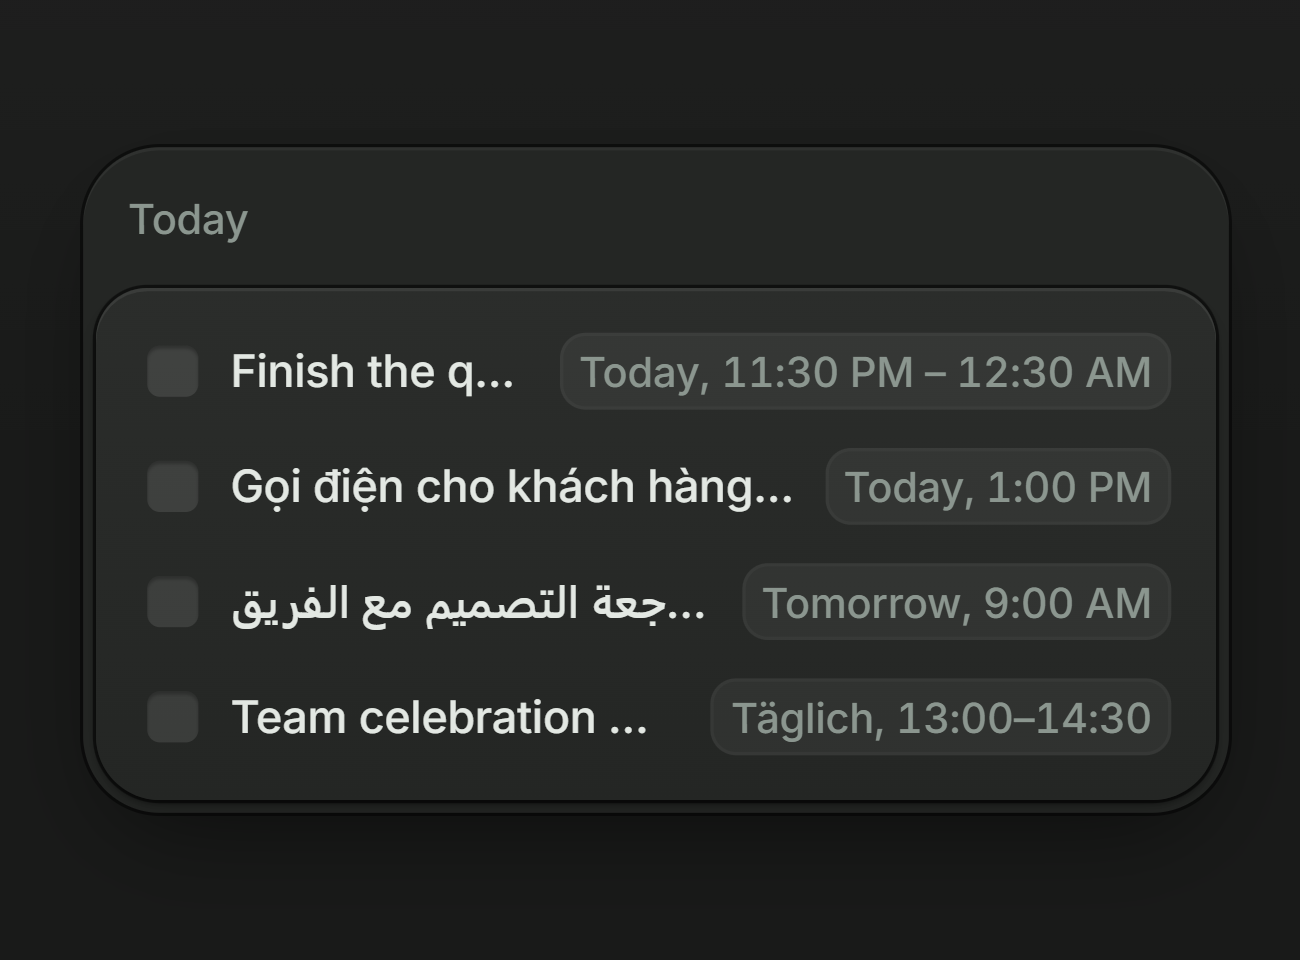 Today
Finish the q... Today, 11:30 PM – 12:30 AM
Gọi điện cho khách hàng... Today, 1:00 PM
...جعة التصميم مع الفريق Tomorrow, 9:00 AM
Team celebration ... Täglich, 13:00–14:30